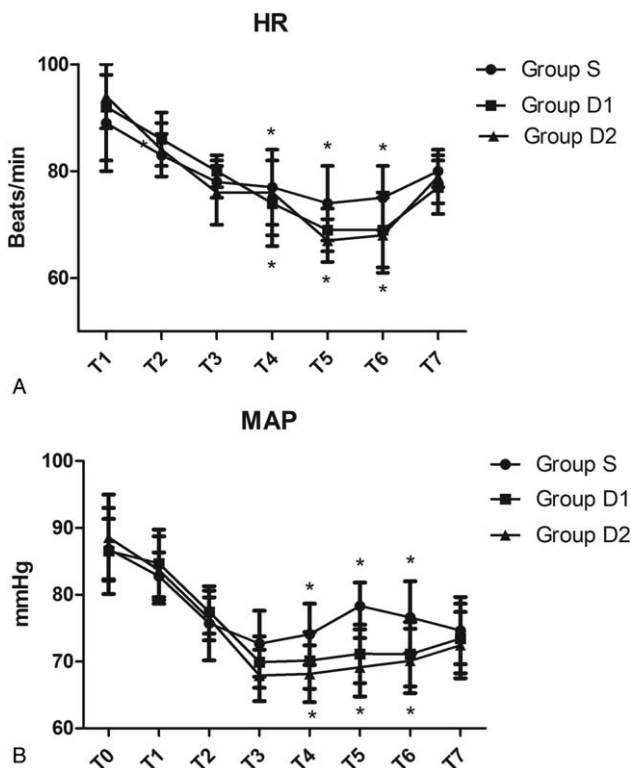 HR
Beats/min
100
80
60
* * * *
* * *
T1 T2 T3 T4 T5 T6 T7
Group S
Group D1
Group D2
A
MAP
mmHg
100
90
80
70
60
* * *
* * *
T0 T1 T2 T3 T4 T5 T6 T7
Group S
Group D1
Group D2
B